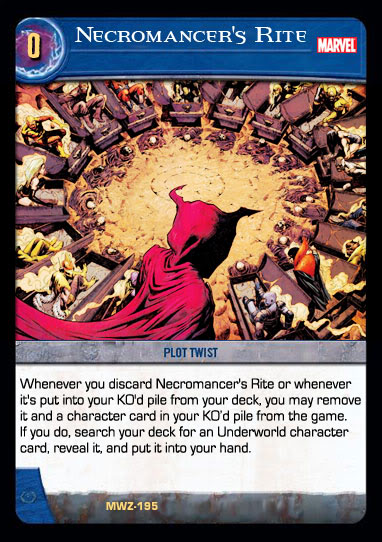 0
Necromancer's Rite
MARVEL
PLOT TWIST
Whenever you discard Necromancer's Rite or whenever
it's put into your KO'd pile from your deck, you may remove
it and a character card in your KO'd pile from the game.
If you do, search your deck for an Underworld character
card, reveal it, and put it into your hand.
MWZ-195